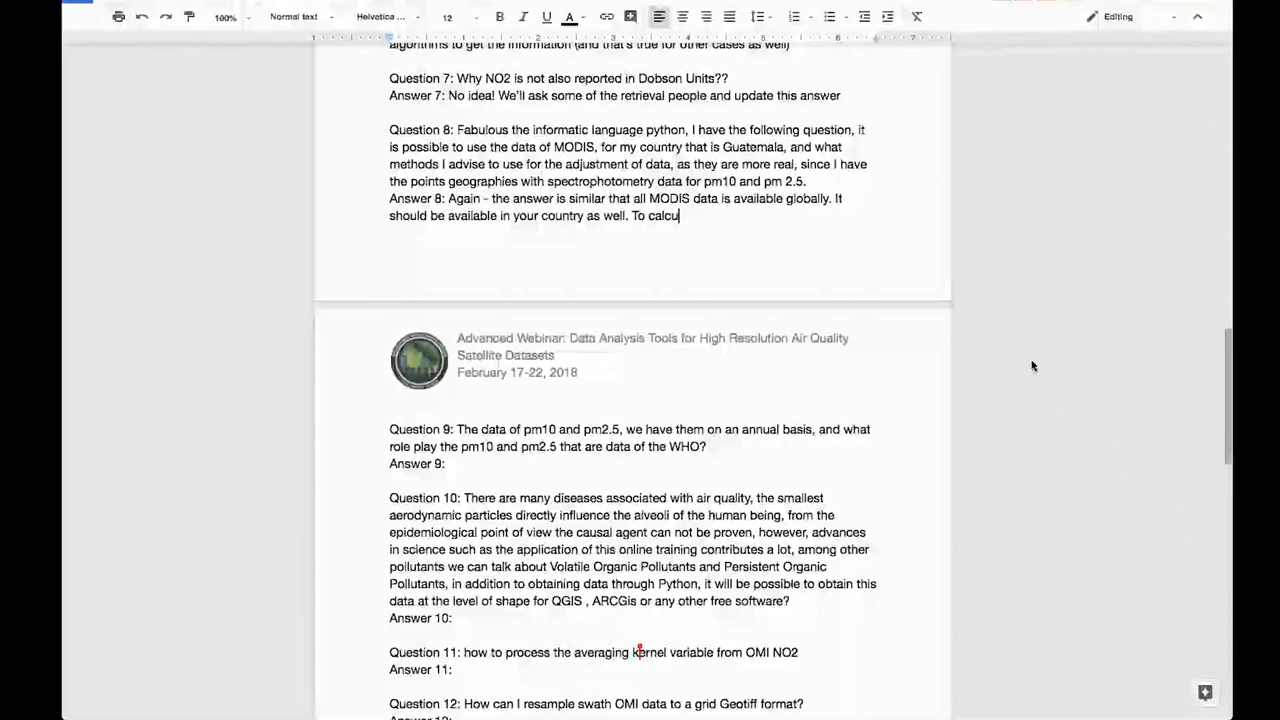 100%
Normal text
Helvetica ...
12
B
I
U
A
Editing
1
2
3
4
5
6
7
algorithms to get the information (and that's true for other cases as well)
Question 7: Why NO2 is not also reported in Dobson Units??
Answer 7: No idea! We'll ask some of the retrieval people and update this answer
Question 8: Fabulous the informatic language python, I have the following question, it
is possible to use the data of MODIS, for my country that is Guatemala, and what
methods I advise to use for the adjustment of data, as they are more real, since I have
the points geographies with spectrophotometry data for pm10 and pm 2.5.
Answer 8: Again - the answer is similar that all MODIS data is available globally. It
should be available in your country as well. To calcu
Advanced Webinar: Data Analysis Tools for High Resolution Air Quality
Satellite Datasets
February 17-22, 2018
Question 9: The data of pm10 and pm2.5, we have them on an annual basis, and what
role play the pm10 and pm2.5 that are data of the WHO?
Answer 9:
Question 10: There are many diseases associated with air quality, the smallest
aerodynamic particles directly influence the alveoli of the human being, from the
epidemiological point of view the causal agent can not be proven, however, advances
in science such as the application of this online training contributes a lot, among other
pollutants we can talk about Volatile Organic Pollutants and Persistent Organic
Pollutants, in addition to obtaining data through Python, it will be possible to obtain this
data at the level of shape for QGIS , ARCGis or any other free software?
Answer 10:
Question 11: how to process the averaging kernel variable from OMI NO2
Answer 11:
Question 12: How can I resample swath OMI data to a grid Geotiff format?
Answer 12: